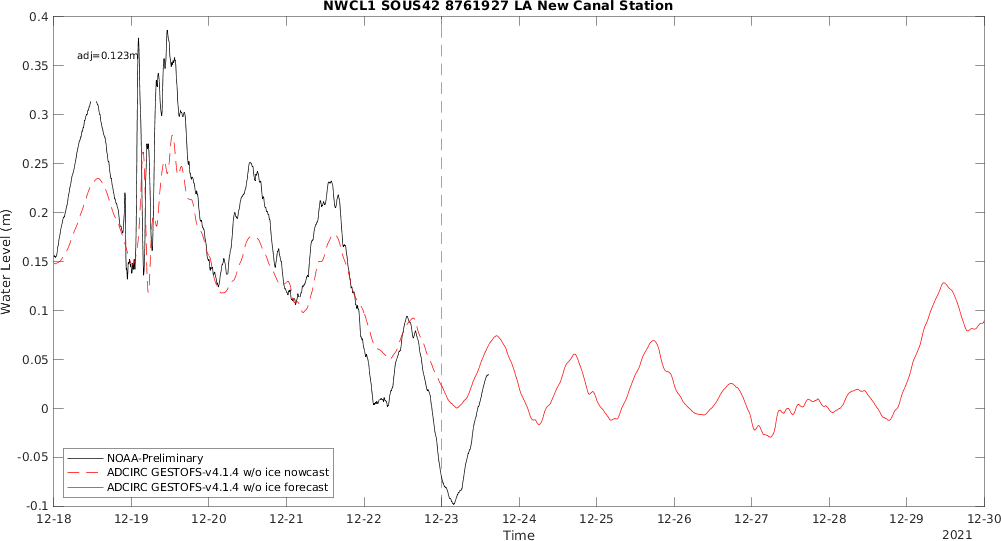 NWCL1 SOUS42 8761927 LA New Canal Station
adj=0.123m
0.4
0.35
0.3
0.25
0.2
0.15
0.1
0.05
0
-0.05
-0.1
Water Level (m)
NOAA-Preliminary
ADCIRC GESTOFS-v4.1.4 w/o ice nowcast
ADCIRC GESTOFS-v4.1.4 w/o ice forecast
12-18 12-19 12-20 12-21 12-22 12-23 12-24 12-25 12-26 12-27 12-28 12-29 12-30
Time
2021